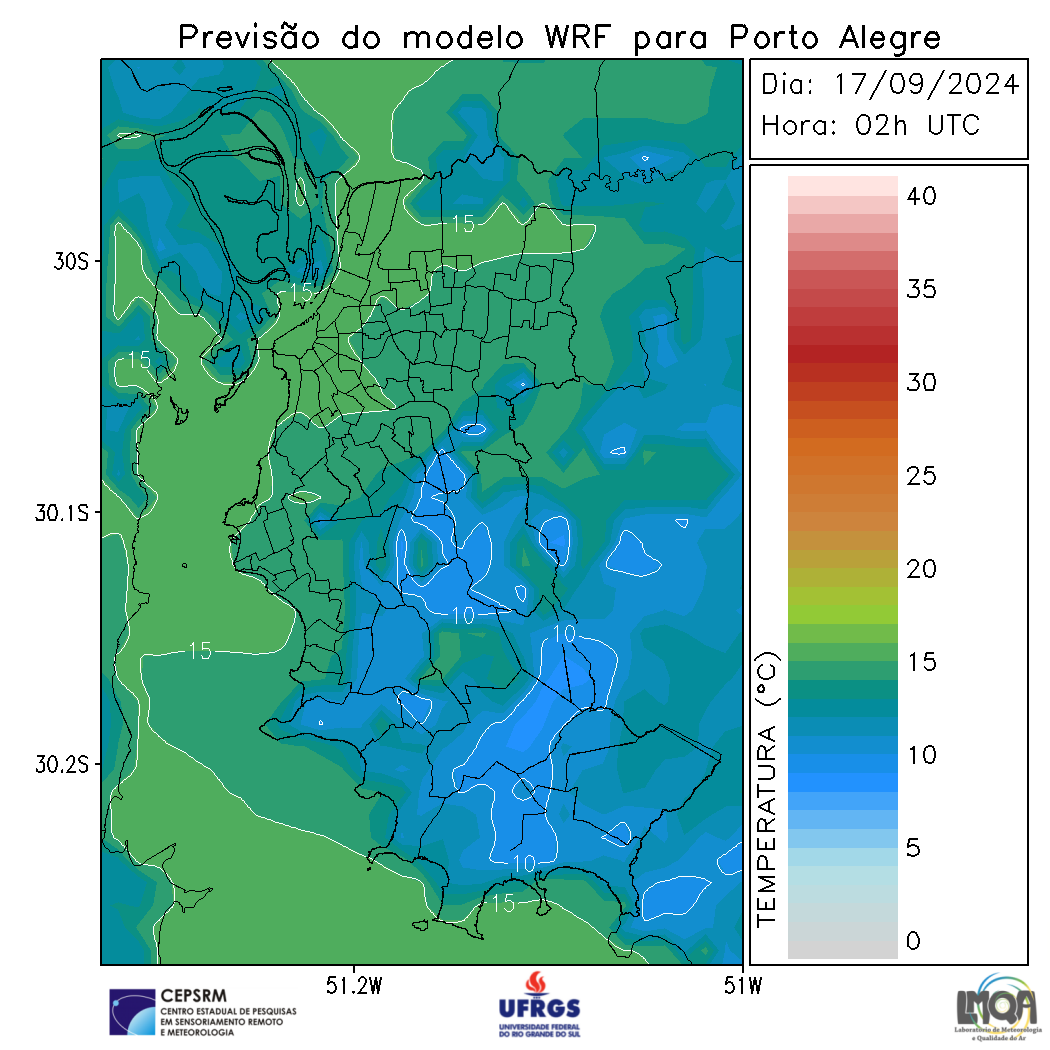 Previsão do modelo WRF para Porto Alegre
Dia: 17/09/2024
Hora: 02h UTC
40
35
30
25
20
15
10
5
0
TEMPERATURA (°C)
30S
30.1S
30.2S
51.2W
51W
15
15
15
10
10
15
10
15
CEPSRM
CENTRO ESTADUAL DE PESQUISAS
EM SENSORIAMENTO REMOTO
E METEOROLOGIA
UFRGS
UNIVERSIDADE FEDERAL
DO RIO GRANDE DO SUL
LMQA
Laboratório de Meteorologia
e Qualidade do Ar